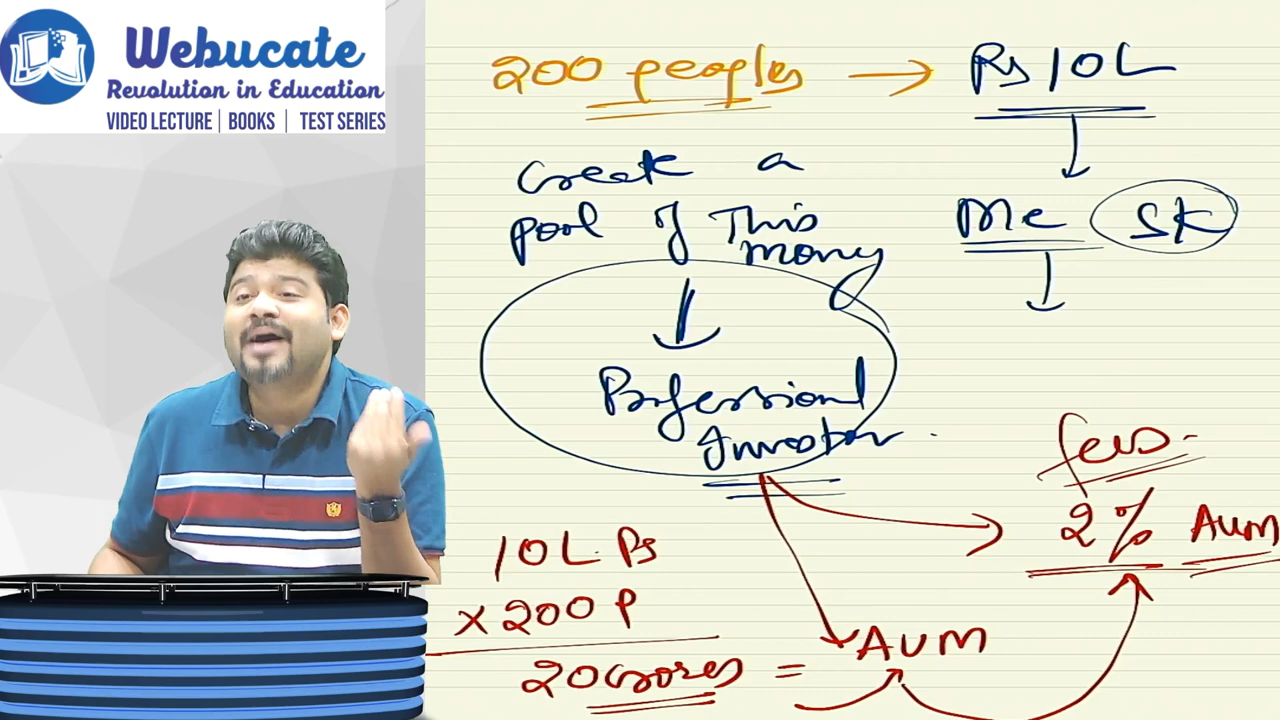 Webucate
Revolution in Education
VIDEO LECTURE | BOOKS | TEST SERIES
200 peoples → Rs 10L
Create a
pool of This
money
Me SK
Professional
Investor.
fees.
2% AUM
10L Rs
x 200 P
20 crores = AUM